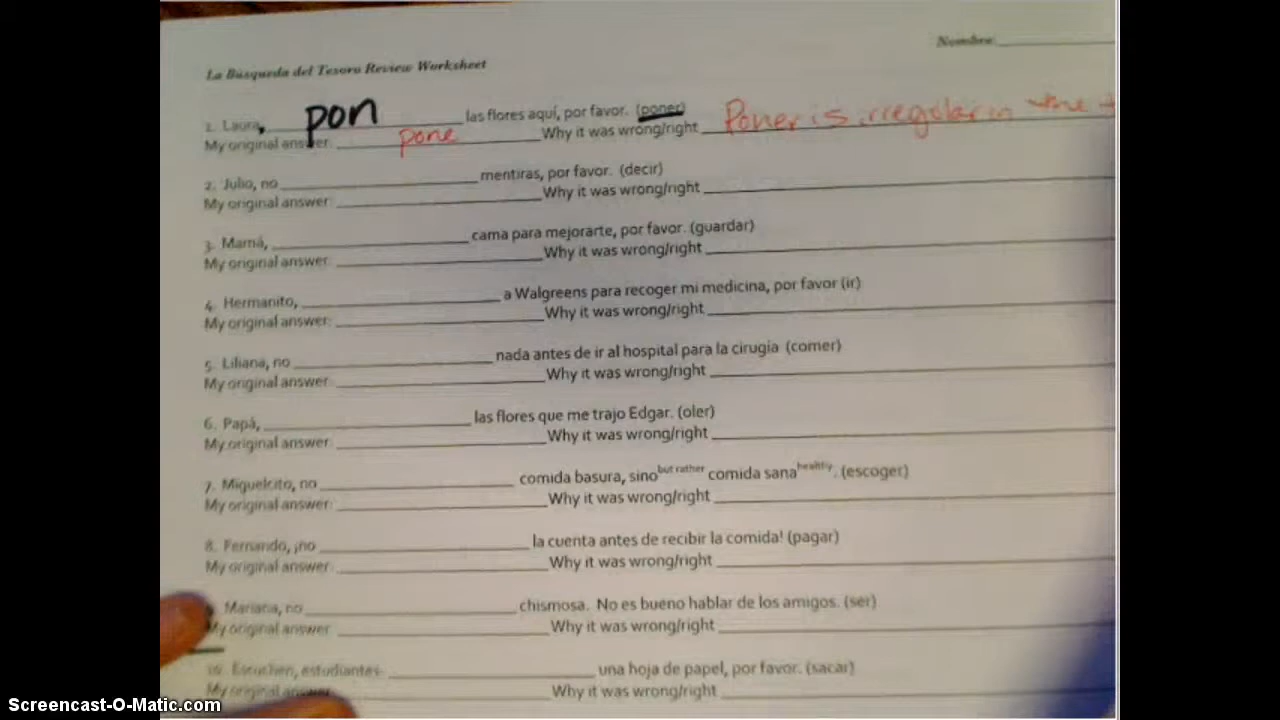 Nombre
La Búsqueda del Tesoro Review Worksheet
1. Laura, pon las flores aquí, por favor. (poner)
My original answer: pone Why it was wrong/right Poner is irregular in the
2. Julio, no mentiras, por favor. (decir)
My original answer: Why it was wrong/right
3. Mamá, cama para mejorarte, por favor. (guardar)
My original answer: Why it was wrong/right
4. Hermanito, a Walgreens para recoger mi medicina, por favor (ir)
My original answer: Why it was wrong/right
5. Liliana, no nada antes de ir al hospital para la cirugía (comer)
My original answer: Why it was wrong/right
6. Papá, las flores que me trajo Edgar. (oler)
My original answer: Why it was wrong/right
7. Miguelcito, no comida basura, sino but rather comida sana healthy. (escoger)
My original answer: Why it was wrong/right
8. Fernando, ¡no la cuenta antes de recibir la comida! (pagar)
My original answer: Why it was wrong/right
Mariana, no chismosa. No es bueno hablar de los amigos. (ser)
My original answer: Why it was wrong/right
10. Escuchen, estudiantes- una hoja de papel, por favor. (sacar)
My original answer: Why it was wrong/right
Screencast-O-Matic.com